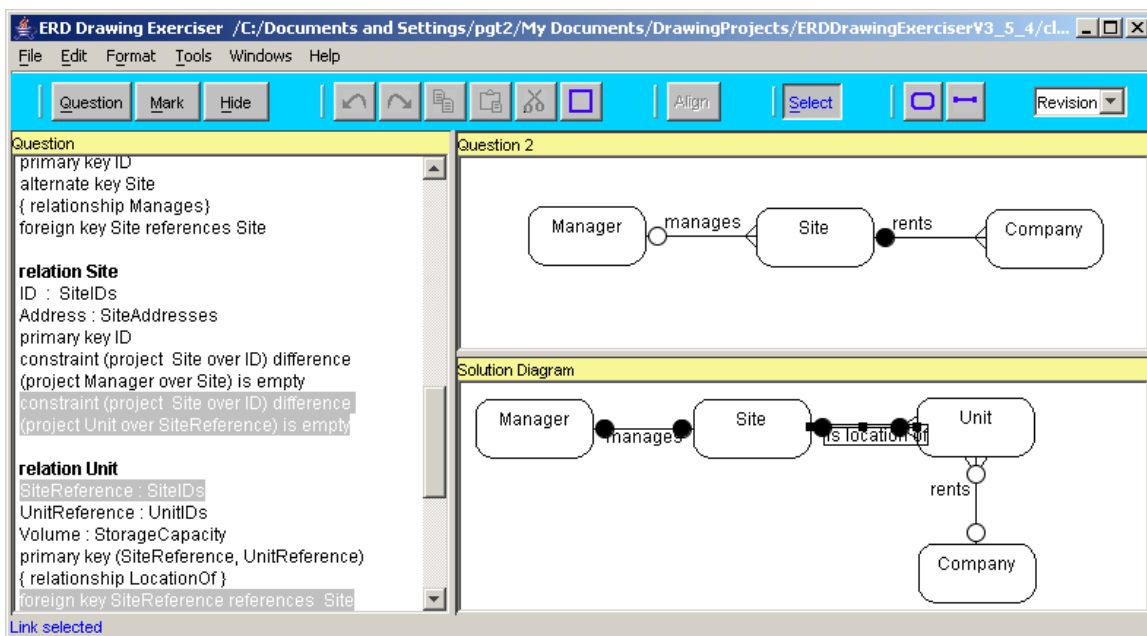 ERD Drawing Exerciser /C:/Documents and Settings/pgt2/My Documents/DrawingProjects/ERDDrawingExerciserV3_5_4/cl...
File Edit Format Tools Windows Help
Question Mark Hide Align Select Revision
Question
primary key ID
alternate key Site
{ relationship Manages}
foreign key Site references Site
relation Site
ID : SiteIDs
Address : SiteAddresses
primary key ID
constraint (project Site over ID) difference
(project Manager over Site) is empty
constraint (project Site over ID) difference
(project Unit over SiteReference) is empty
relation Unit
SiteReference : SiteIDs
UnitReference : UnitIDs
Volume : StorageCapacity
primary key (SiteReference, UnitReference)
{ relationship LocationOf }
foreign key SiteReference references Site
Question 2
Manager manages Site rents Company
Solution Diagram
Manager manages Site is location of Unit
rents
Company
Link selected